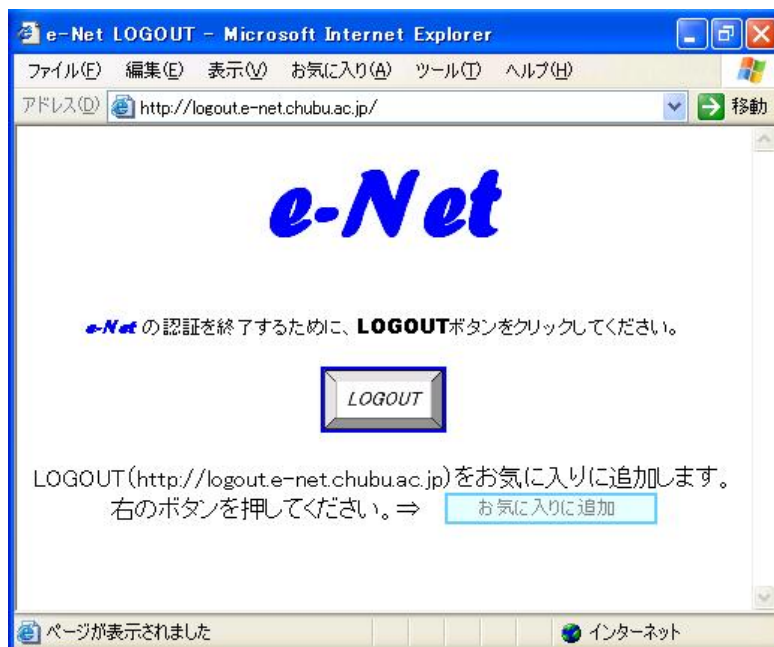 e-Net LOGOUT - Microsoft Internet Explorer
ファイル(F) 編集(E) 表示(V) お気に入り(A) ツール(T) ヘルプ(H)
アドレス(D) http://logout.e-net.chubu.ac.jp/ 移動
e-Net
e-Net の認証を終了するために、LOGOUTボタンをクリックしてください。
LOGOUT
LOGOUT(http://logout.e-net.chubu.ac.jp)をお気に入りに追加します。
右のボタンを押してください。⇒ お気に入りに追加
ページが表示されました インターネット